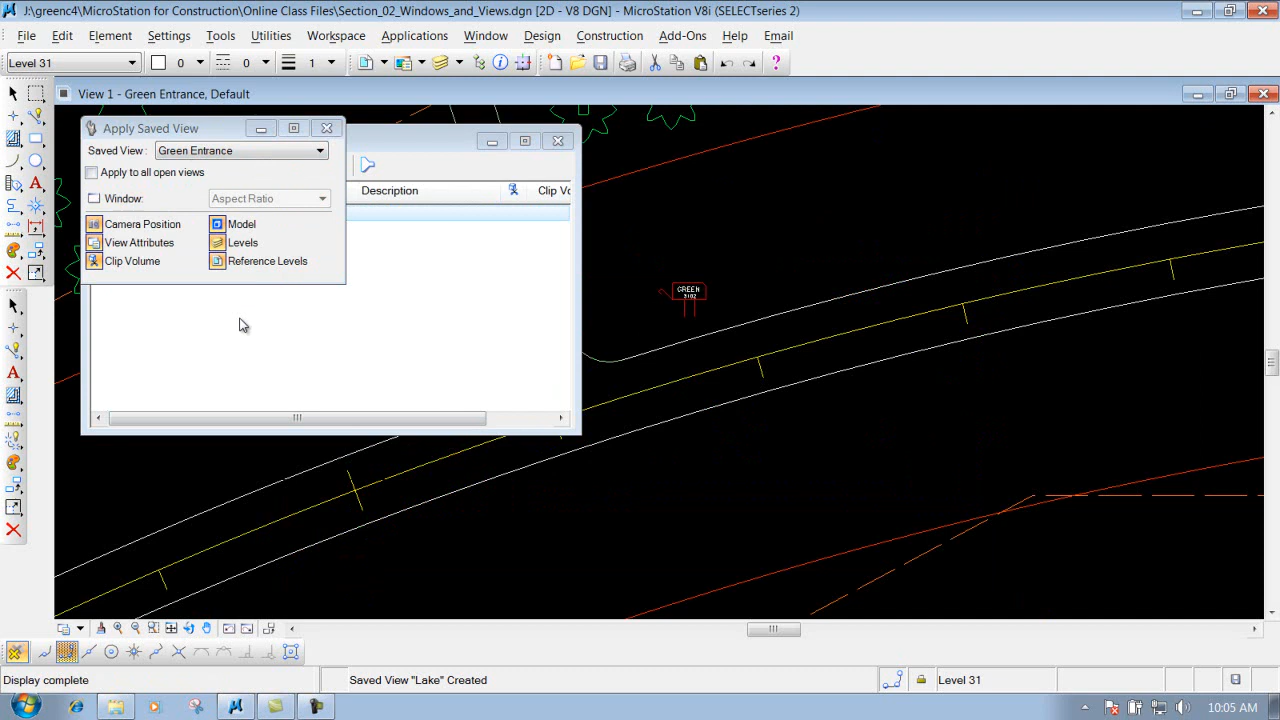 J:\greenc4\MicroStation for Construction\Online Class Files\Section_02_Windows_and_Views.dgn [2D - V8 DGN] - MicroStation V8i (SELECTseries 2)
File Edit Element Settings Tools Utilities Workspace Applications Window Design Construction Add-Ons Help Email
Level 31 0 0 1
View 1 - Green Entrance, Default
Apply Saved View
Saved View : Green Entrance
Apply to all open views
Window: Aspect Ratio
Camera Position Model
View Attributes Levels
Clip Volume Reference Levels
Description Clip Vo
GREEN
3102
Display complete Saved View "Lake" Created Level 31
10:05 AM